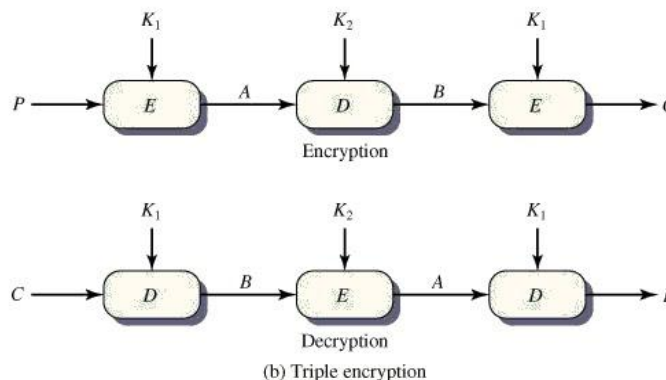 K1 K2 K1
P E A D B E
Encryption
K1 K2 K1
C D B E A D
Decryption
(b) Triple encryption